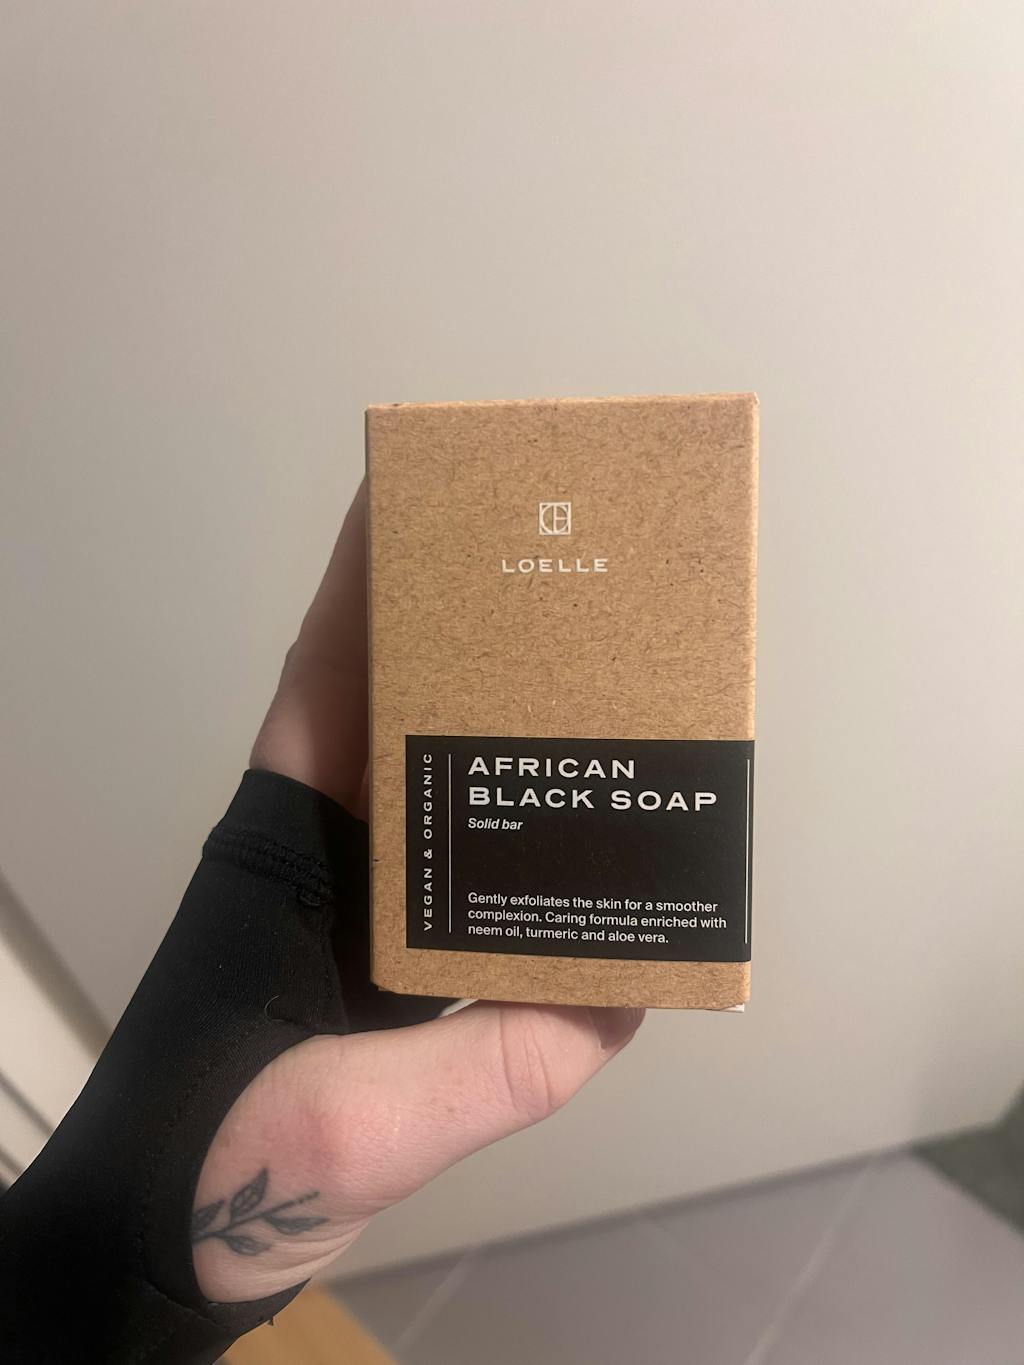 LOELLE
VEGAN & ORGANIC
AFRICAN
BLACK SOAP
Solid bar
Gently exfoliates the skin for a smoother
complexion. Caring formula enriched with
neem oil, turmeric and aloe vera.